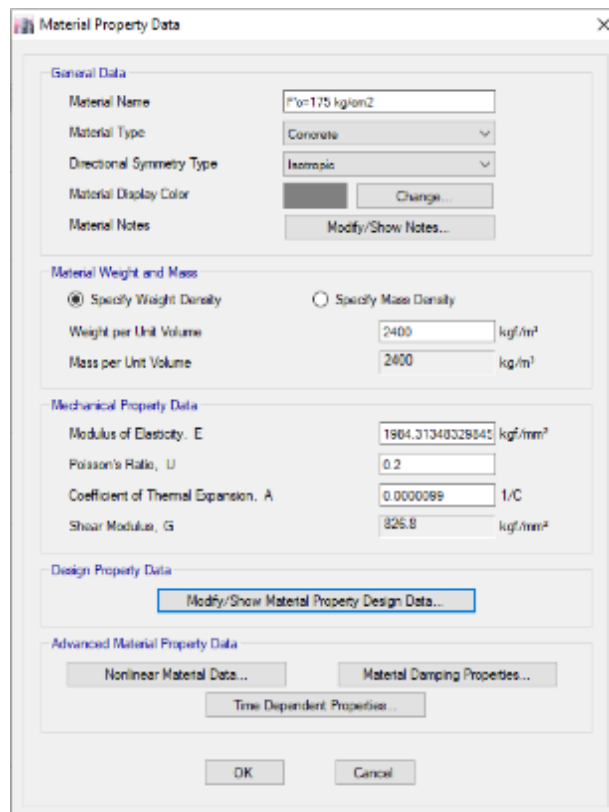 Material Property Data
General Data
Material Name F'c=175 kg/cm2
Material Type Concrete
Directional Symmetry Type Isotropic
Material Display Color Change...
Material Notes Modify/Show Notes...
Material Weight and Mass
Specify Weight Density Specify Mass Density
Weight per Unit Volume 2400 kgf/m³
Mass per Unit Volume 2400 kg/m³
Mechanical Property Data
Modulus of Elasticity, E kgf/mm²
Poisson's Ratio, U 0.2
Coefficient of Thermal Expansion, A 0.0000099 1/C
Shear Modulus, G 826.8 kgf/mm²
Design Property Data
Modify/Show Material Property Design Data...
Advanced Material Property Data
Nonlinear Material Data... Material Damping Properties...
Time Dependent Properties...
OK Cancel